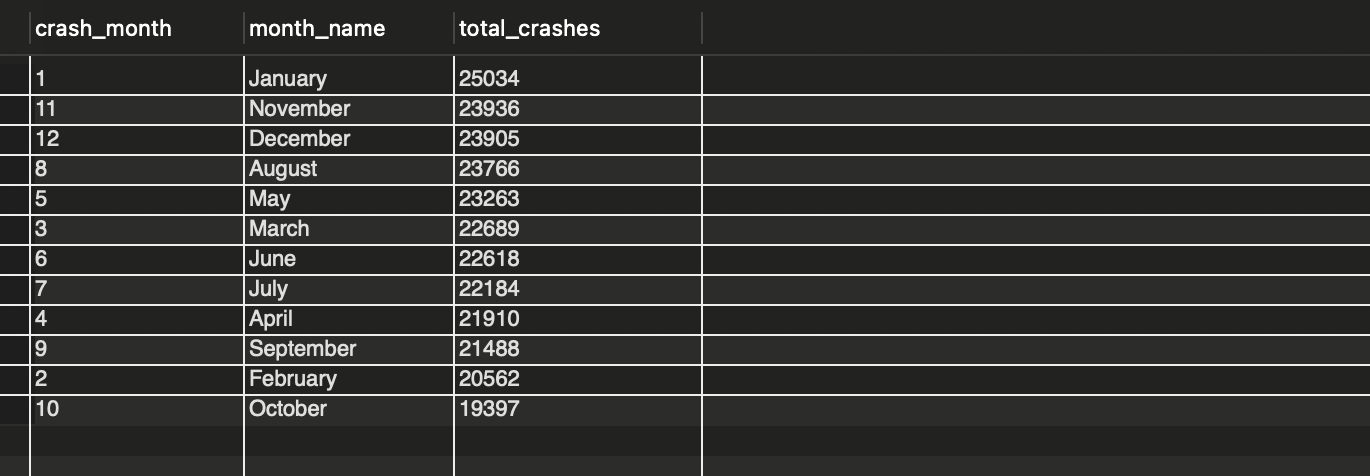 crash_month month_name total_crashes
1 January 25034
11 November 23936
12 December 23905
8 August 23766
5 May 23263
3 March 22689
6 June 22618
7 July 22184
4 April 21910
9 September 21488
2 February 20562
10 October 19397